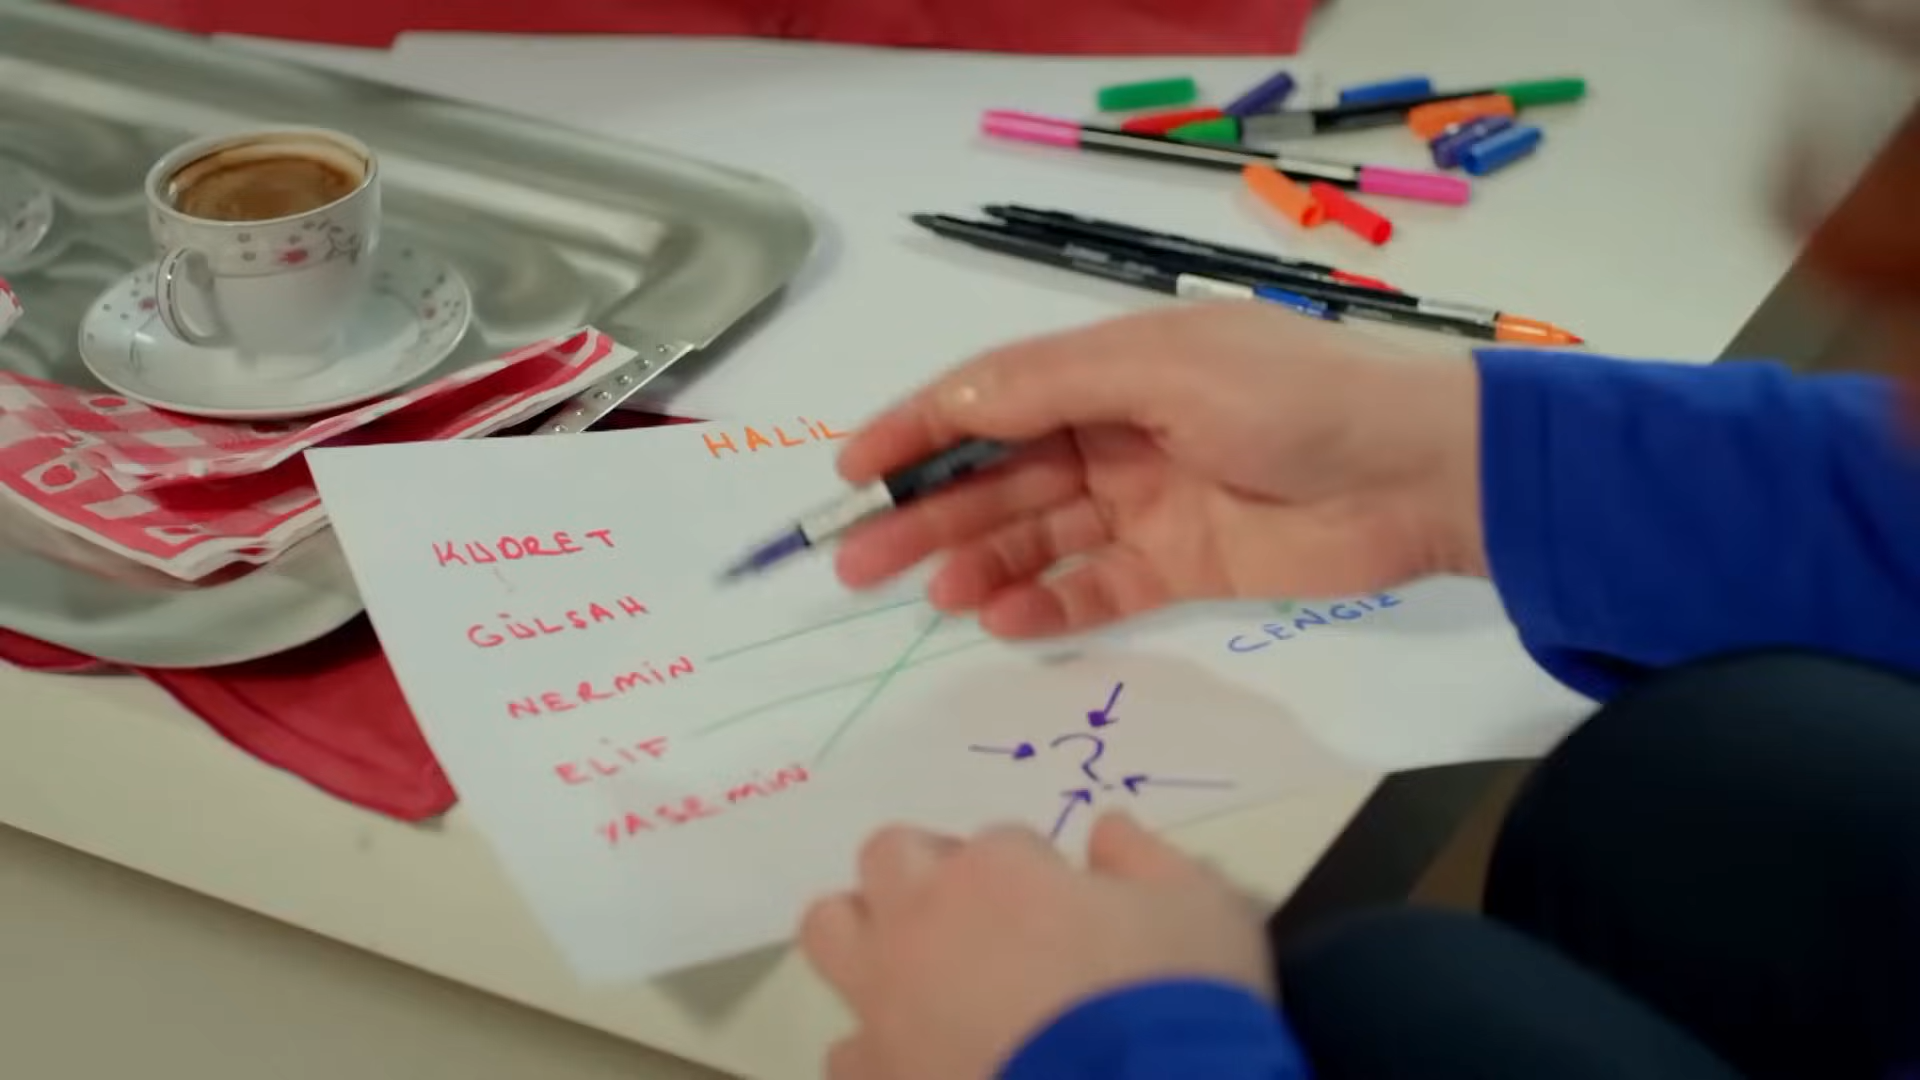 HALİL
KUDRET
GÜLŞAH
NERMİN
ELİF
YASEMİN
CENGİZ
?